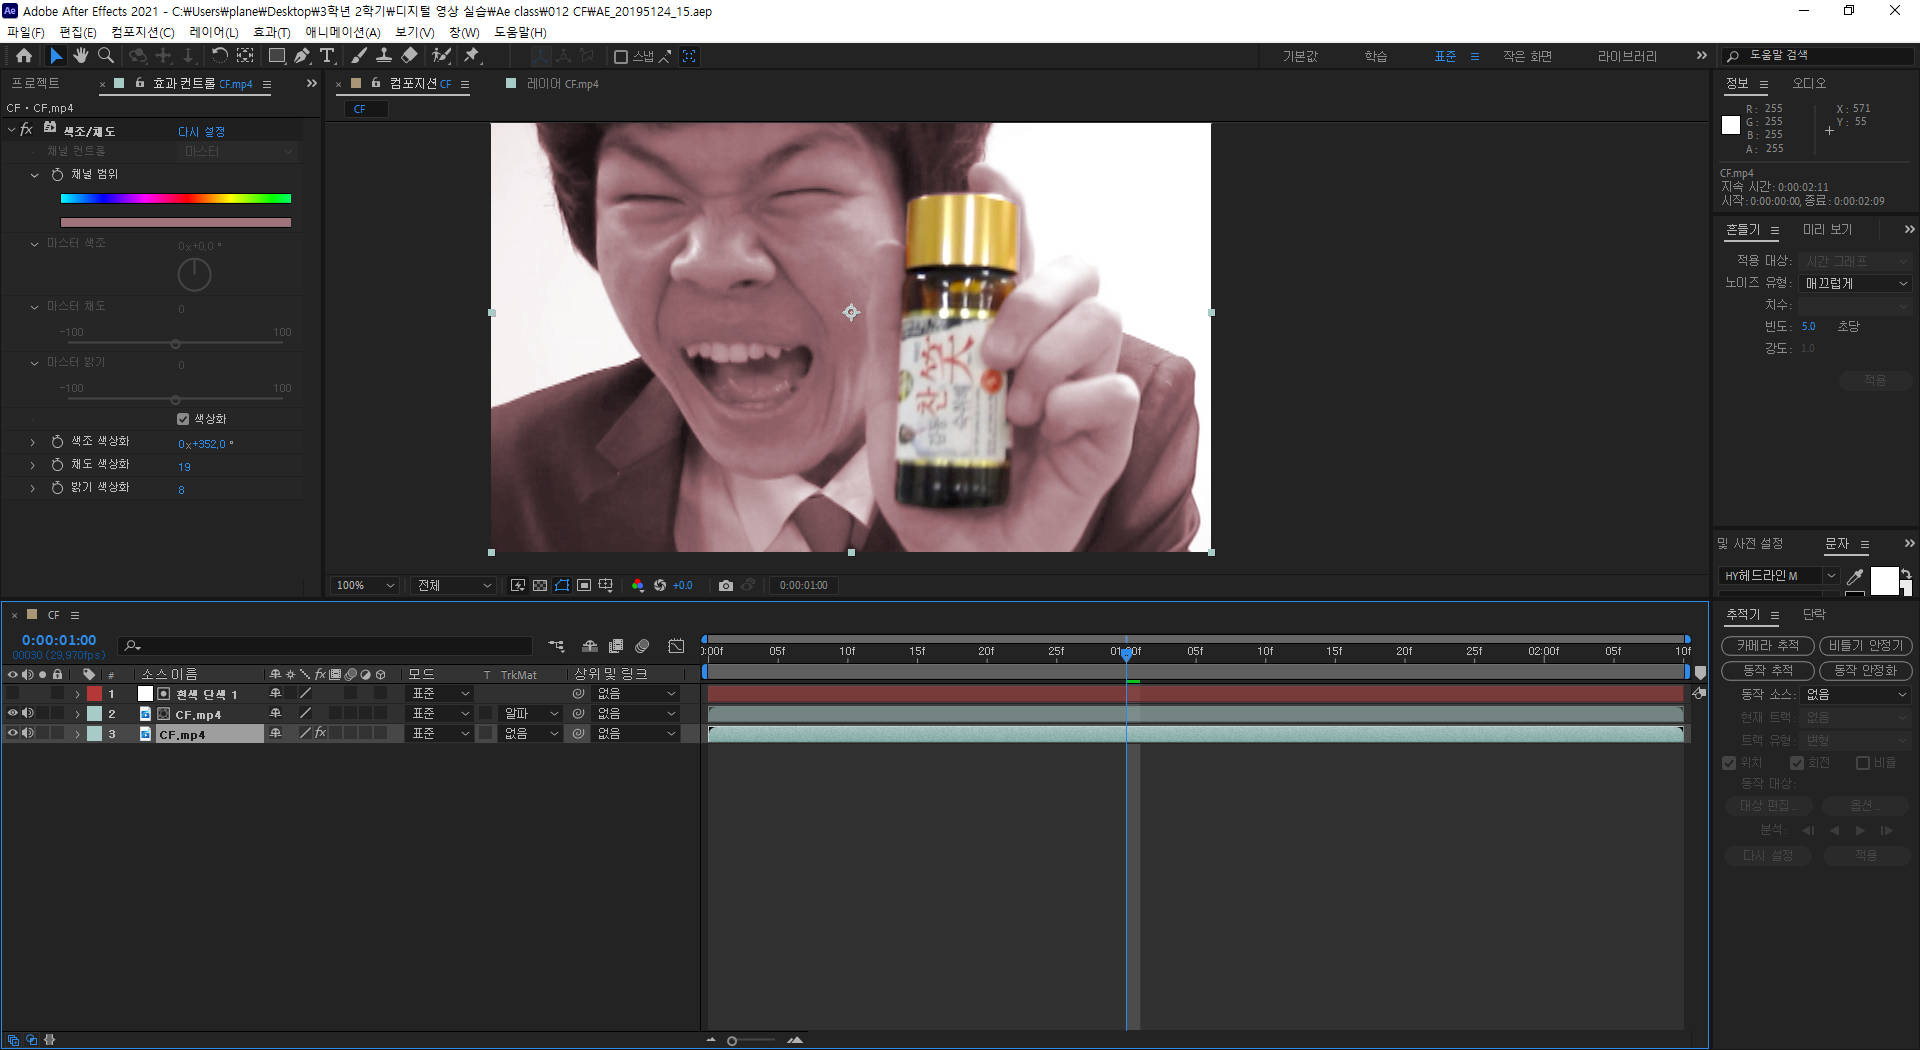 Adobe After Effects 2021 - C:₩Users₩plane₩Desktop₩3학년 2학기₩디지털 영상 실습₩Ae class₩012 CF₩AE_20195124_15.aep
파일(F) 편집(E) 컴포지션(C) 레이어(L) 효과(T) 애니메이션(A) 보기(V) 창(W) 도움말(H)
스냅 기본값 학습 표준 작은 화면 라이브러리 도움말 검색
프로젝트 효과 컨트롤 CF.mp4
CF • CF.mp4
fx 색조/채도 다시 설정
채널 컨트롤 마스터
채널 범위
마스터 색조 0x+0.0°
마스터 채도 0
-100 100
마스터 밝기 0
-100 100
색상화
색조 색상화 0x+352.0°
채도 색상화 19
밝기 색상화 8
컴포지션 CF 레이어 CF.mp4
CF
찬
100% 전체 +0.0 0:00:01:00
정보 오디오
R: 255 X: 571
G: 255 Y: 55
B: 255
A: 255
CF.mp4
지속 시간: 0:00:02:11
시작: 0:00:00:00, 종료: 0:00:02:09
흔들기 미리 보기
적용 대상: 시간 그래프
노이즈 유형: 매끄럽게
치수:
빈도: 5.0 초당
강도: 1.0
적용
및 사전 설정 문자
HY헤드라인M
추적기 단락
카메라 추적 비틀기 안정기
동작 추적 동작 안정화
동작 소스: 없음
현재 트랙: 없음
트랙 유형: 변형
위치 회전 비율
동작 대상:
대상 편집... 옵션...
분석:
다시 설정 적용
CF
0:00:01:00
00030 (29.970fps)
:00f 05f 10f 15f 20f 25f 01:00f 05f 10f 15f 20f 25f 02:00f 05f 10f
# 소스 이름 fx 모드 T TrkMat 상위 및 링크
1 흰색 단색 1 표준 없음
2 CF.mp4 표준 알파 없음
3 CF.mp4 fx 표준 없음 없음